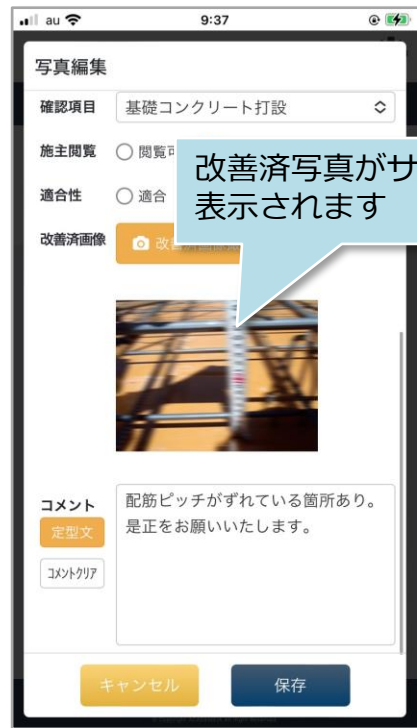 au
9:37
写真編集
確認項目
基礎コンクリート打設
施主閲覧
閲覧可
改善済写真がサ
表示されます
適合性
適合
改善済画像
コメント
配筋ピッチがずれている箇所あり。
是正をお願いいたします。
定型文
コメントクリア
キャンセル
保存